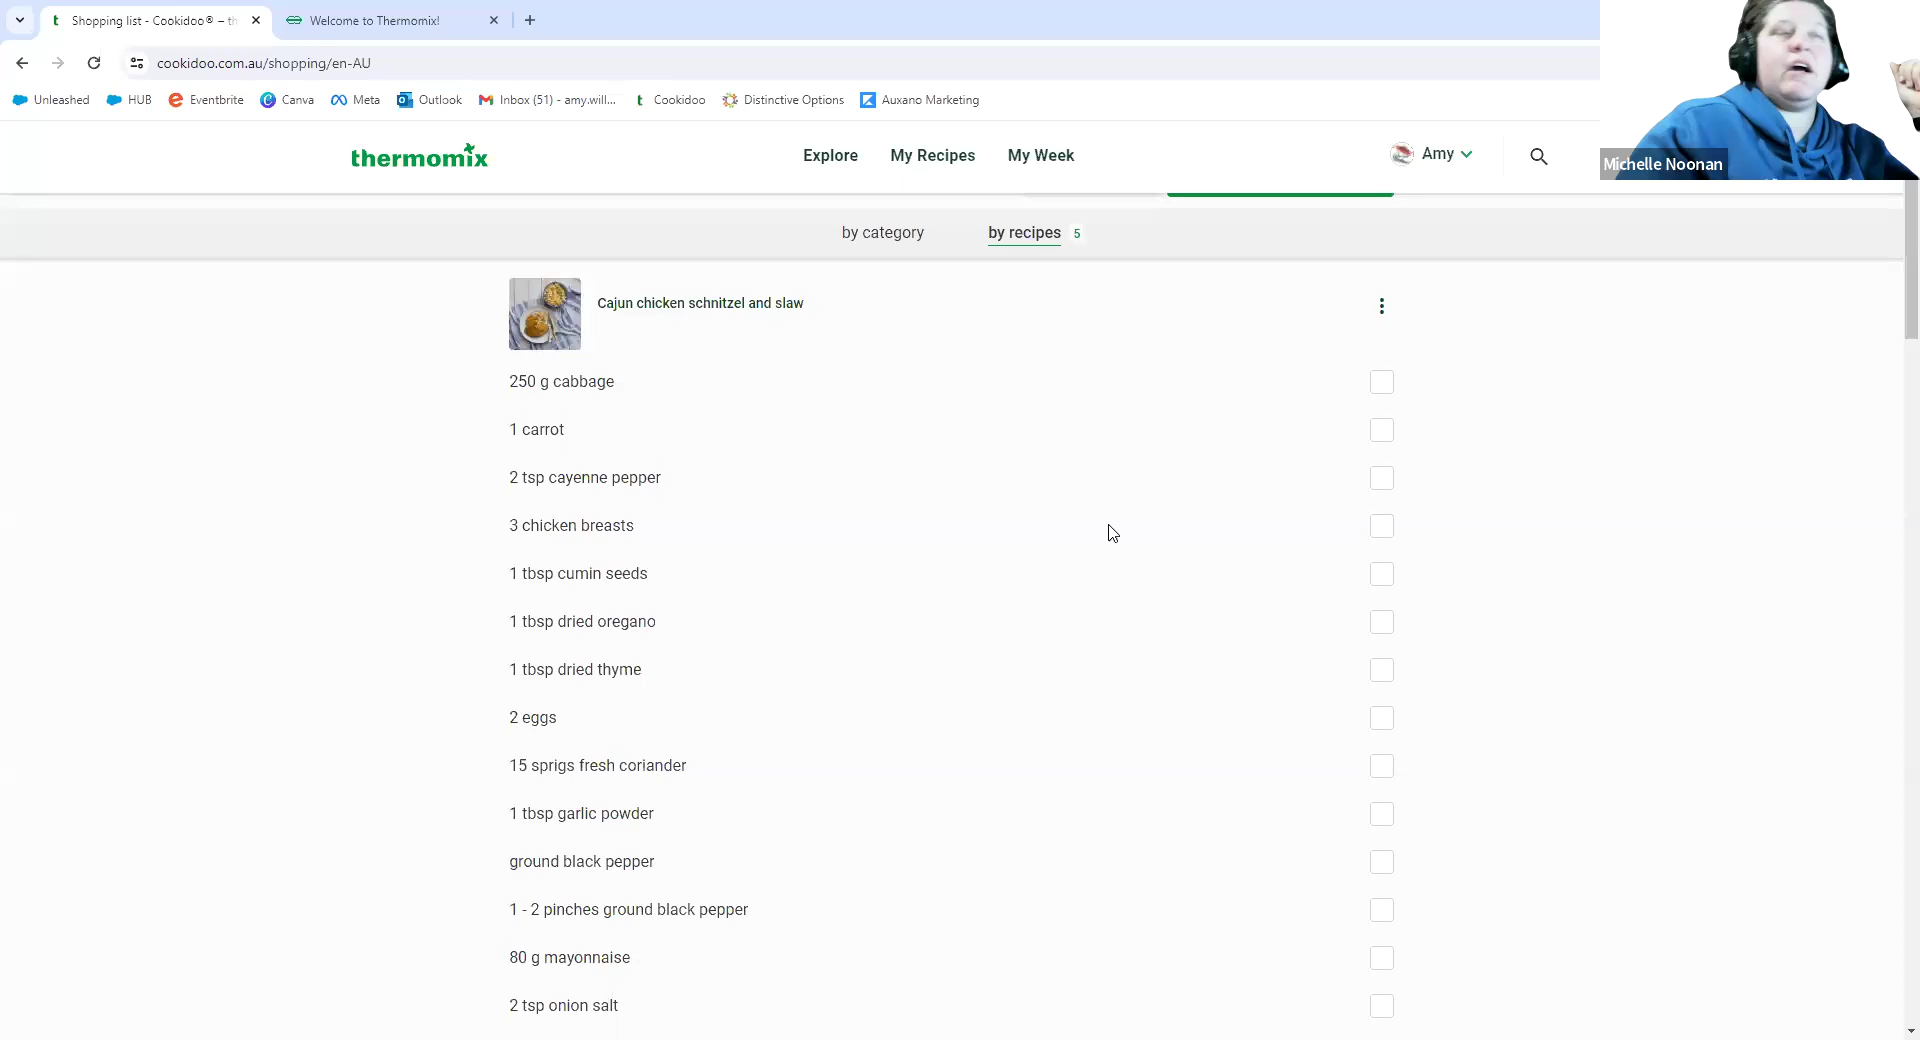 Shopping list - Cookidoo® – th
Welcome to Thermomix!
cookidoo.com.au/shopping/en-AU
Unleashed
HUB
Eventbrite
Canva
Meta
Outlook
Inbox (51) - amy.will...
Cookidoo
Distinctive Options
Auxano Marketing
thermomix
Explore
My Recipes
My Week
Amy
Michelle Noonan
by category
by recipes 5
Cajun chicken schnitzel and slaw
250 g cabbage
1 carrot
2 tsp cayenne pepper
3 chicken breasts
1 tbsp cumin seeds
1 tbsp dried oregano
1 tbsp dried thyme
2 eggs
15 sprigs fresh coriander
1 tbsp garlic powder
ground black pepper
1 - 2 pinches ground black pepper
80 g mayonnaise
2 tsp onion salt